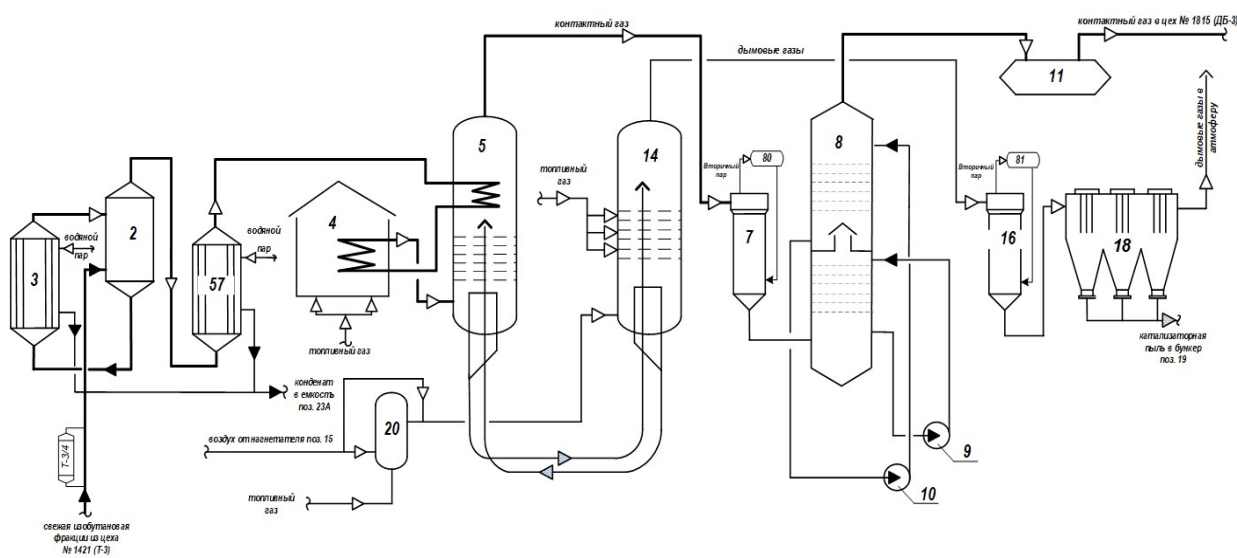 контактный газ
контактный газ в цех № 1815 (ДБ-3)
дымовые газы
11
дымовые газы в
атмоферу
5
14
8
топливный
газ
Вторичный
пар
80
Вторичный
пар
81
2
водяной
пар
3
57
водяной
пар
4
7
16
18
топливный газ
катализаторная
пыль в бункер
поз. 19
конденат
в емкость
поз. 23А
20
воздух от нагнетателя поз. 15
9
10
Т-3/4
топливный
газ
свежая изобутановая
фракции из цеха
№ 1421 (Т-3)